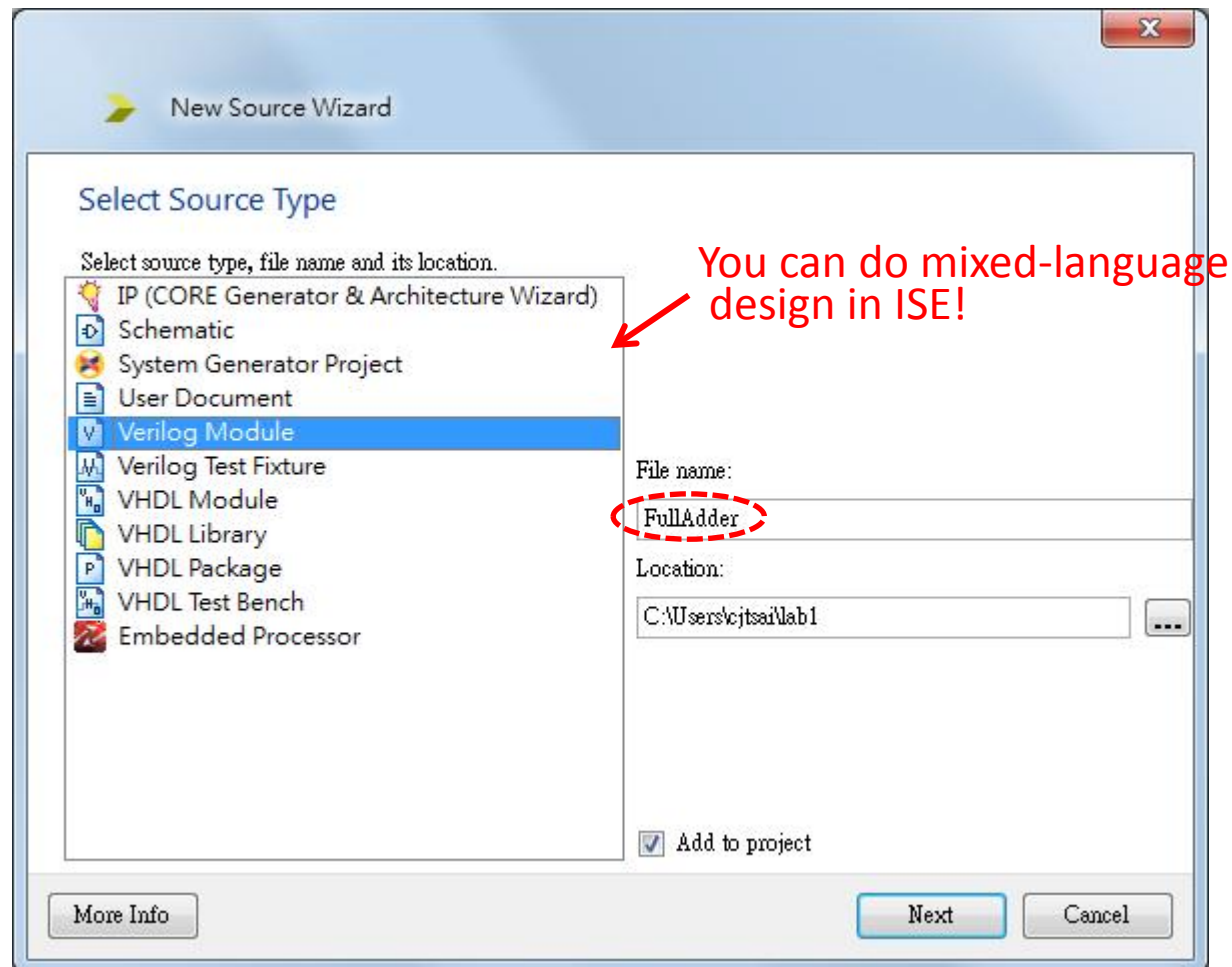 New Source Wizard
Select Source Type
Select source type, file name and its location.
IP (CORE Generator & Architecture Wizard)
Schematic
System Generator Project
User Document
Verilog Module
Verilog Test Fixture
VHDL Module
VHDL Library
VHDL Package
VHDL Test Bench
Embedded Processor
You can do mixed-language
design in ISE!
File name:
FullAdder
Location:
C:\Users\cjtsai\lab1
...
Add to project
More Info
Next
Cancel